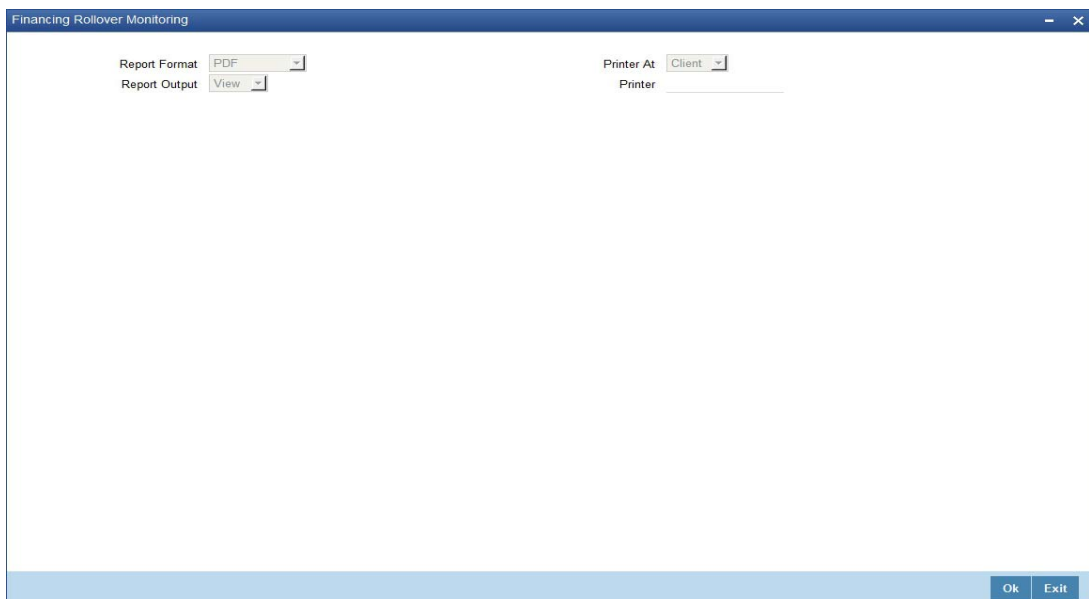 Financing Rollover Monitoring
Report Format PDF
Printer At Client
Report Output View
Printer
Ok Exit